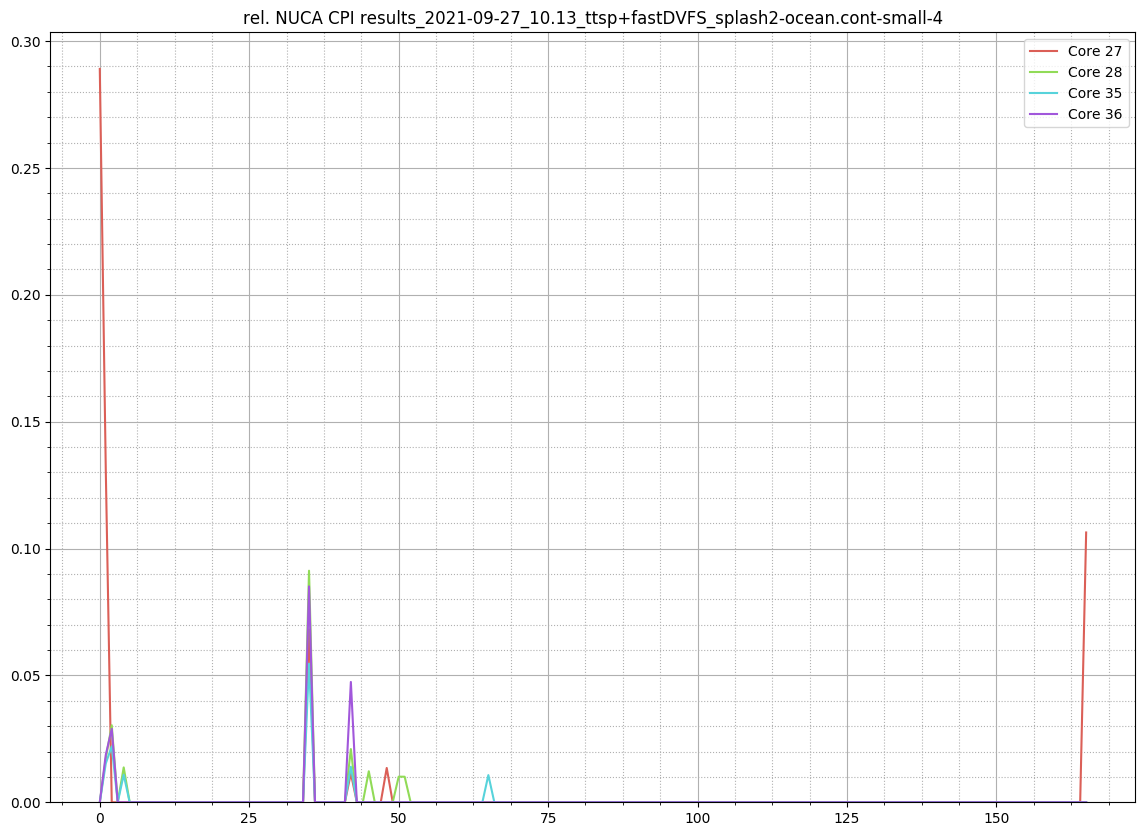 rel. NUCA CPI results_2021-09-27_10.13_ttsp+fastDVFS_splash2-ocean.cont-small-4
0.30
0.25
0.20
0.15
0.10
0.05
0.00
0
25
50
75
100
125
150
Core 27
Core 28
Core 35
Core 36